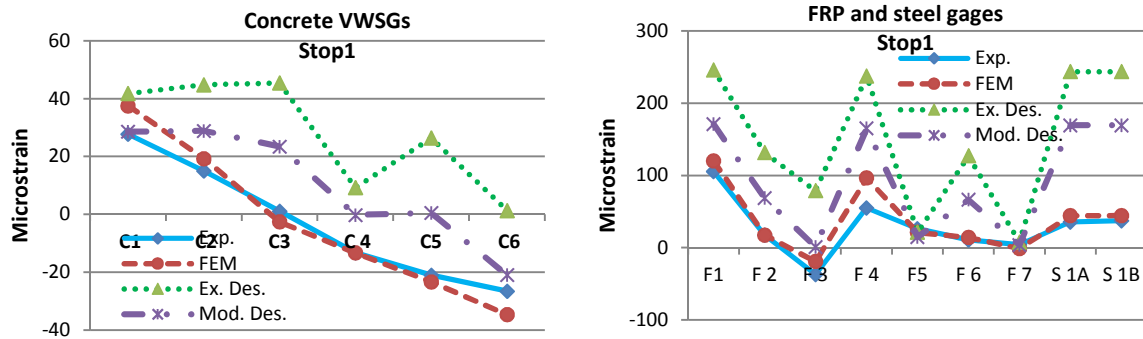 Concrete VWSGs
Stop1
Microstrain
60
40
20
0
-20
-40
C1 C2 C3 C 4 C5 C6
Exp.
FEM
Ex. Des.
Mod. Des.
FRP and steel gages
Stop1
Microstrain
300
200
100
0
-100
F1 F 2 F 3 F 4 F5 F 6 F 7 S 1A S 1B
Exp.
FEM
Ex. Des.
Mod. Des.